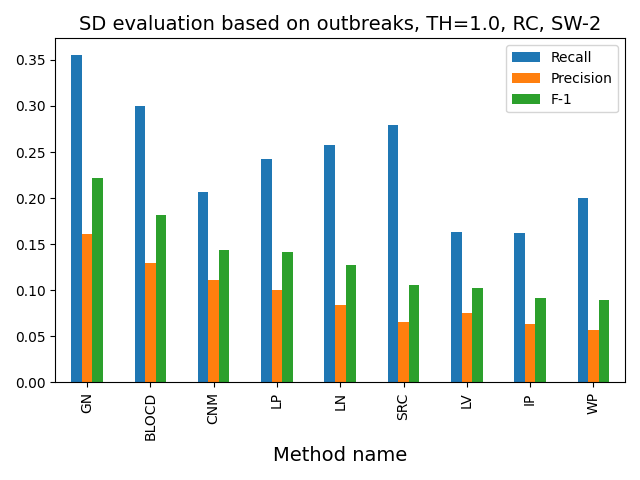 SD evaluation based on outbreaks, TH=1.0, RC, SW-2
Recall
Precision
F-1
0.35
0.30
0.25
0.20
0.15
0.10
0.05
0.00
GN
BLOCD
CNM
LP
LN
SRC
LV
IP
WP
Method name